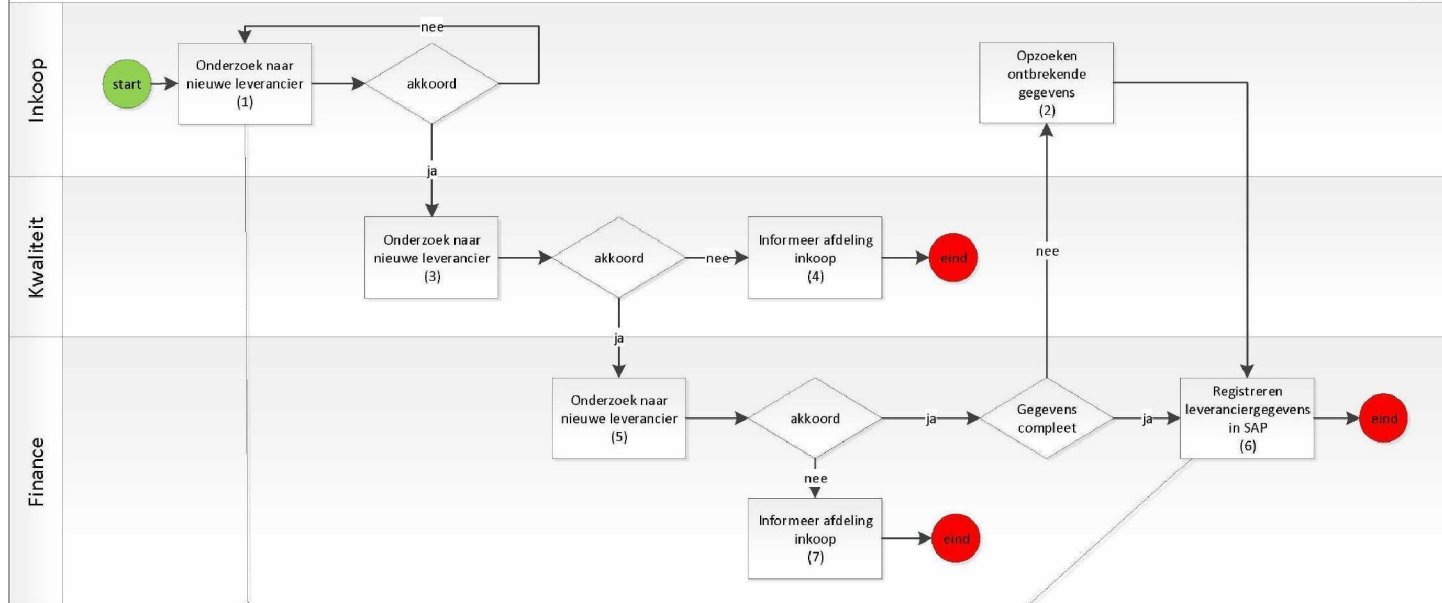 Inkoop
start
Onderzoek naar
nieuwe leverancier
(1)
akkoord
nee
ja
Opzoeken
ontbrekende
gegevens
(2)
Kwaliteit
Onderzoek naar
nieuwe leverancier
(3)
akkoord
nee
ja
Informeer afdeling
inkoop
(4)
eind
nee
Finance
Onderzoek naar
nieuwe leverancier
(5)
akkoord
ja
nee
Gegevens
compleet
ja
Registreren
leveranciergegevens
in SAP
(6)
eind
Informeer afdeling
inkoop
(7)
eind